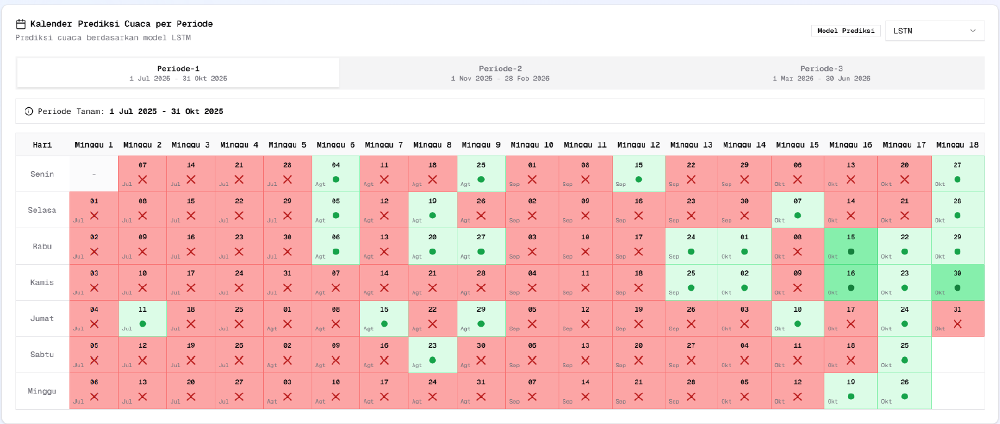 Kalender Prediksi Cuaca per Periode
Prediksi cuaca berdasarkan model LSTM
Model Prediksi
LSTM
Periode-1
1 Jul 2025 - 31 Okt 2025
Periode-2
1 Nov 2025 - 28 Feb 2026
Periode-3
1 Mar 2026 - 30 Jun 2026
Periode Tanam: 1 Jul 2025 - 31 Okt 2025
Hari Minggu 1 Minggu 2 Minggu 3 Minggu 4 Minggu 5 Minggu 6 Minggu 7 Minggu 8 Minggu 9 Minggu 10 Minggu 11 Minggu 12 Minggu 13 Minggu 14 Minggu 15 Minggu 16 Minggu 17 Minggu 18
Senin - 07 Jul 14 Jul 21 Jul 28 Jul 04 Agt 11 Agt 18 Agt 25 Agt 01 Sep 08 Sep 15 Sep 22 Sep 29 Sep 06 Okt 13 Okt 20 Okt 27 Okt
Selasa 01 Jul 08 Jul 15 Jul 22 Jul 29 Jul 05 Agt 12 Agt 19 Agt 26 Agt 02 Sep 09 Sep 16 Sep 23 Sep 30 Sep 07 Okt 14 Okt 21 Okt 28 Okt
Rabu 02 Jul 09 Jul 16 Jul 23 Jul 30 Jul 06 Agt 13 Agt 20 Agt 27 Agt 03 Sep 10 Sep 17 Sep 24 Sep 01 Okt 08 Okt 15 Okt 22 Okt 29 Okt
Kamis 03 Jul 10 Jul 17 Jul 24 Jul 31 Jul 07 Agt 14 Agt 21 Agt 28 Agt 04 Sep 11 Sep 18 Sep 25 Sep 02 Okt 09 Okt 16 Okt 23 Okt 30 Okt
Jumat 04 Jul 11 Jul 18 Jul 25 Jul 01 Agt 08 Agt 15 Agt 22 Agt 29 Agt 05 Sep 12 Sep 19 Sep 26 Sep 03 Okt 10 Okt 17 Okt 24 Okt 31 Okt
Sabtu 05 Jul 12 Jul 19 Jul 26 Jul 02 Agt 09 Agt 16 Agt 23 Agt 30 Agt 06 Sep 13 Sep 20 Sep 27 Sep 04 Okt 11 Okt 18 Okt 25 Okt
Minggu 06 Jul 13 Jul 20 Jul 27 Jul 03 Agt 10 Agt 17 Agt 24 Agt 31 Agt 07 Sep 14 Sep 21 Sep 28 Sep 05 Okt 12 Okt 19 Okt 26 Okt